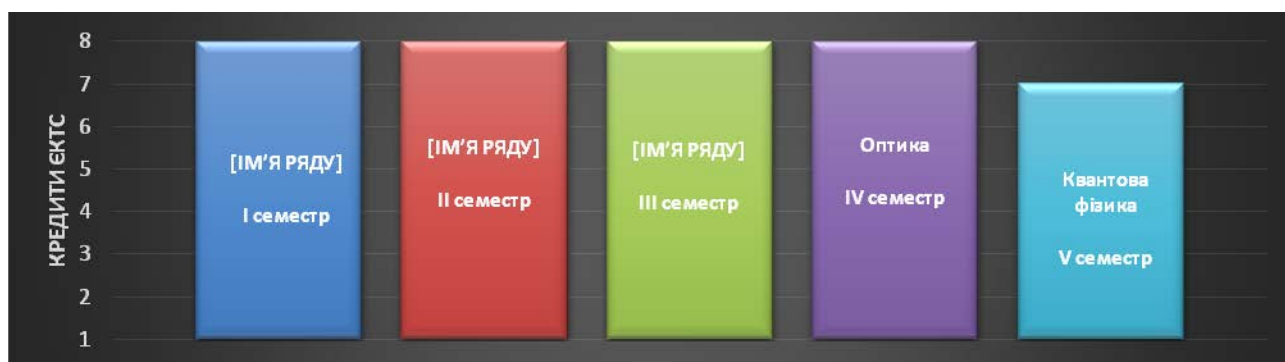 КРЕДИТИ ЄКТС
8
7
6
5
4
3
2
1
[ІМ’Я РЯДУ]
І семестр
[ІМ’Я РЯДУ]
ІІ семестр
[ІМ’Я РЯДУ]
ІІІ семестр
Оптика
ІV семестр
Квантова
фізика
V семестр